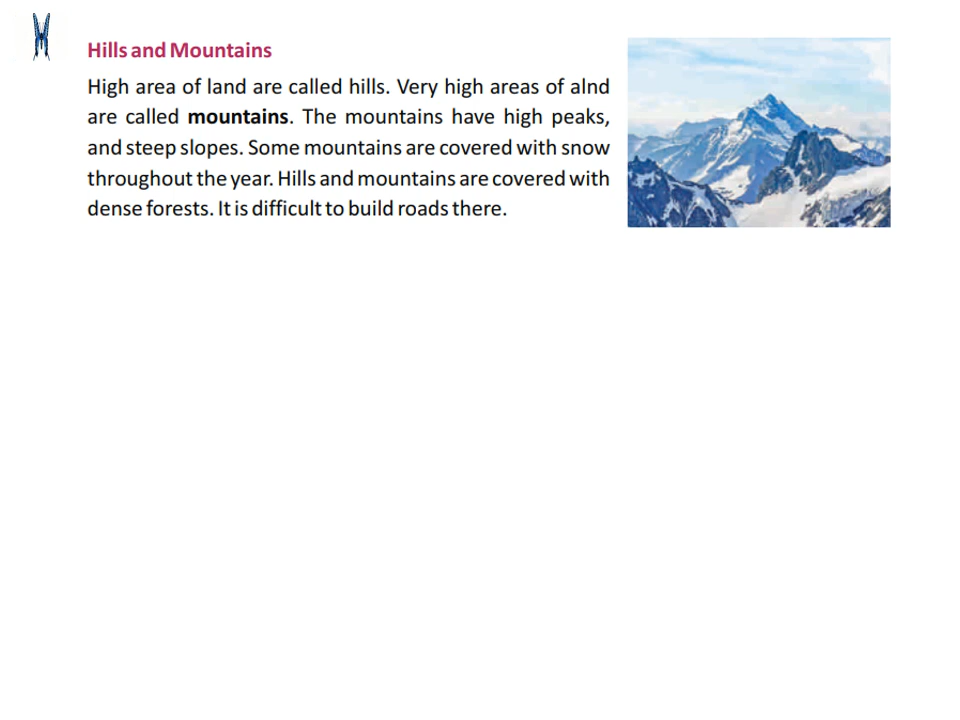 Hills and Mountains
High area of land are called hills. Very high areas of alnd
are called mountains. The mountains have high peaks,
and steep slopes. Some mountains are covered with snow
throughout the year. Hills and mountains are covered with
dense forests. It is difficult to build roads there.